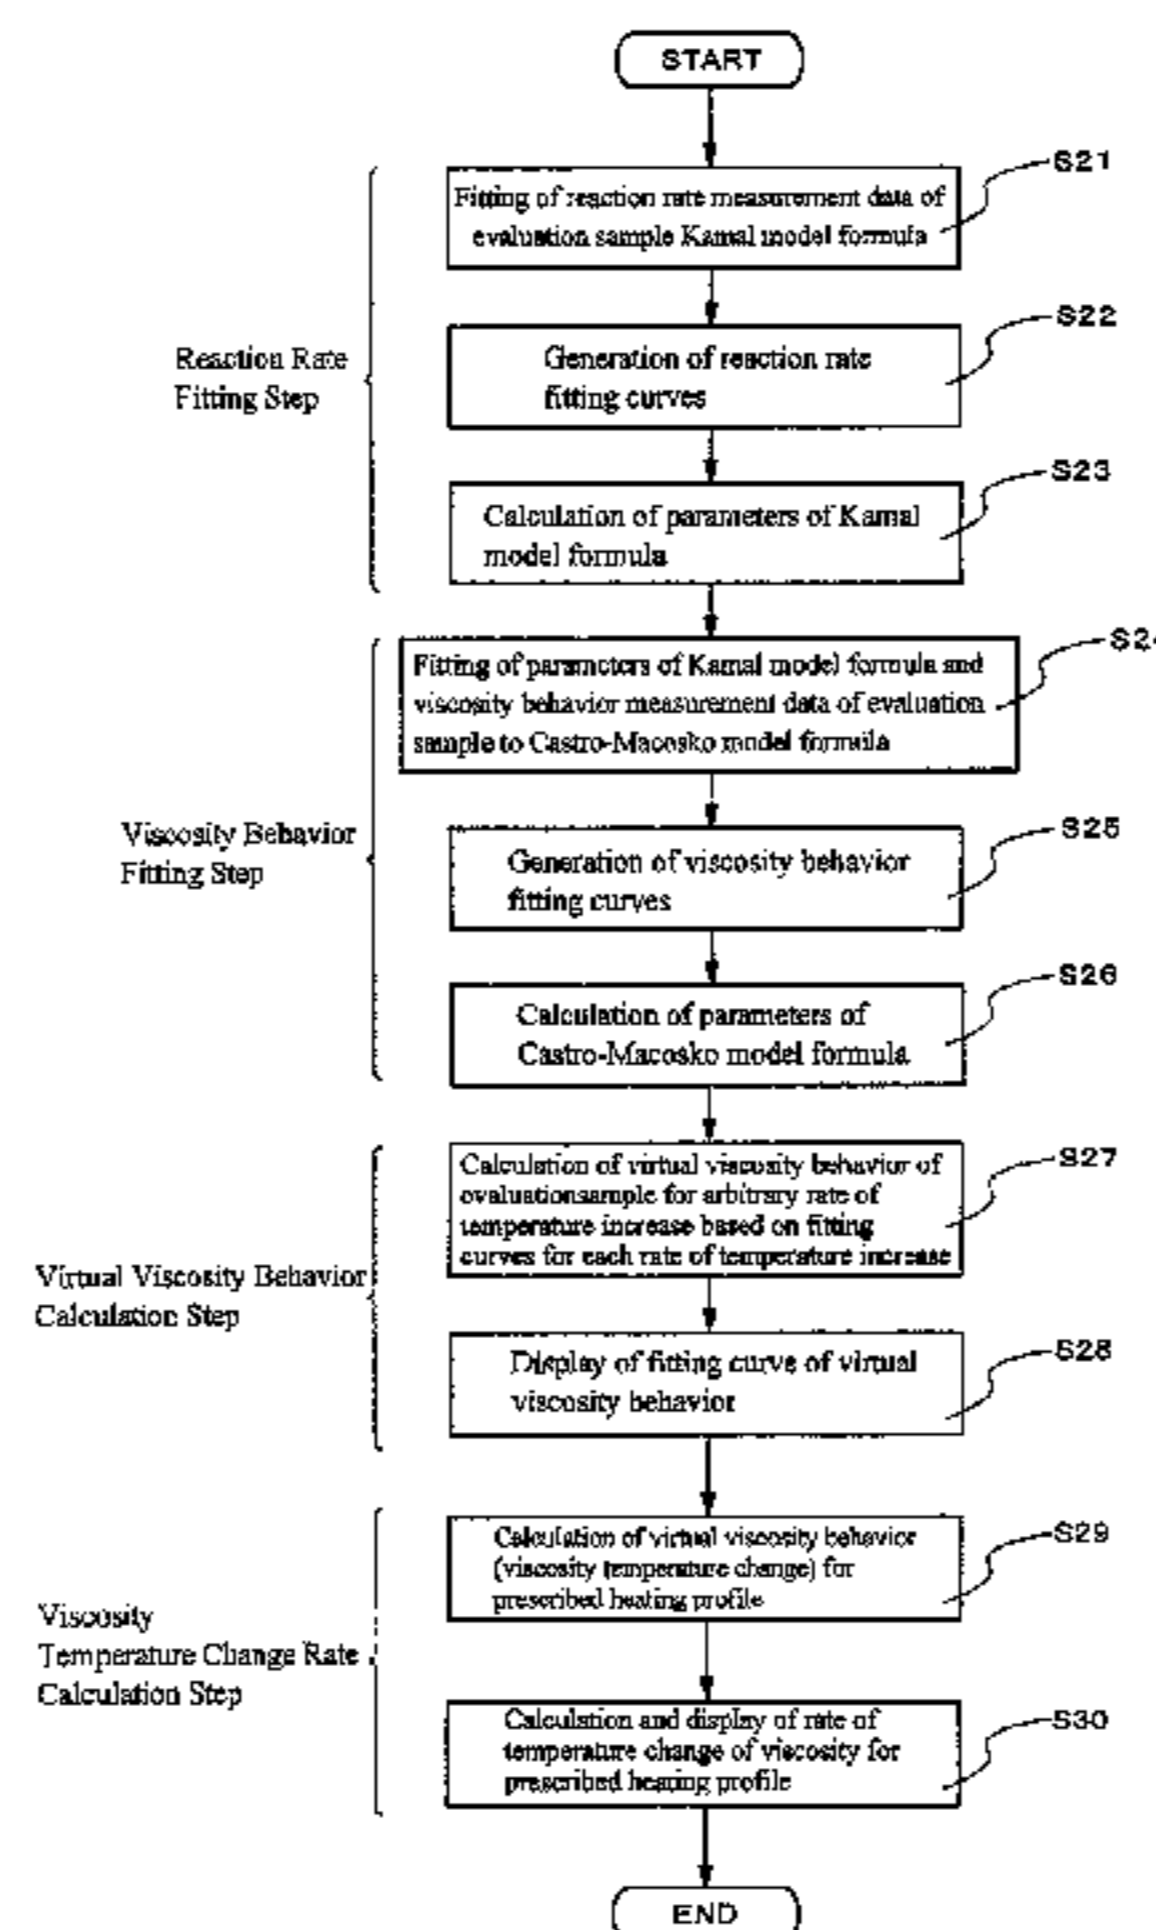 START
S21
Fitting of reaction rate measurement data of
evaluation sample Kamal model formula
S22
Reaction Rate
Fitting Step
Generation of reaction rate
fitting curves
S23
Calculation of parameters of Kamal
model formula
S24
Fitting of parameters of Kamal model formula and
viscosity behavior measurement data of evaluation
sample to Castro-Macosko model formaila
Viscosity Behavior
Fitting Step
S25
Generation of viscosity behavior
fitting curves
S26
Calculation of parameters of
Castro-Macosko model formula
S27
Calculation of virtual viscosity behavior of
ovaluationsample for arbitrary rate of
temperature increase based on fitting
curves for each rate of temperature increase
Virtual Viscosity Behavior
Calculation Step
S28
Display of fitting curve of virtual
viscosity behavior
S29
Calculation of virtual viscosity behavior
(viscosity temperature change) for
prescribed heating profile
Viscosity
Temperature Change Rate
Calculation Step
S30
Calculation and display of rate of
temperature change of viscosity for
prescribed heating profile
END